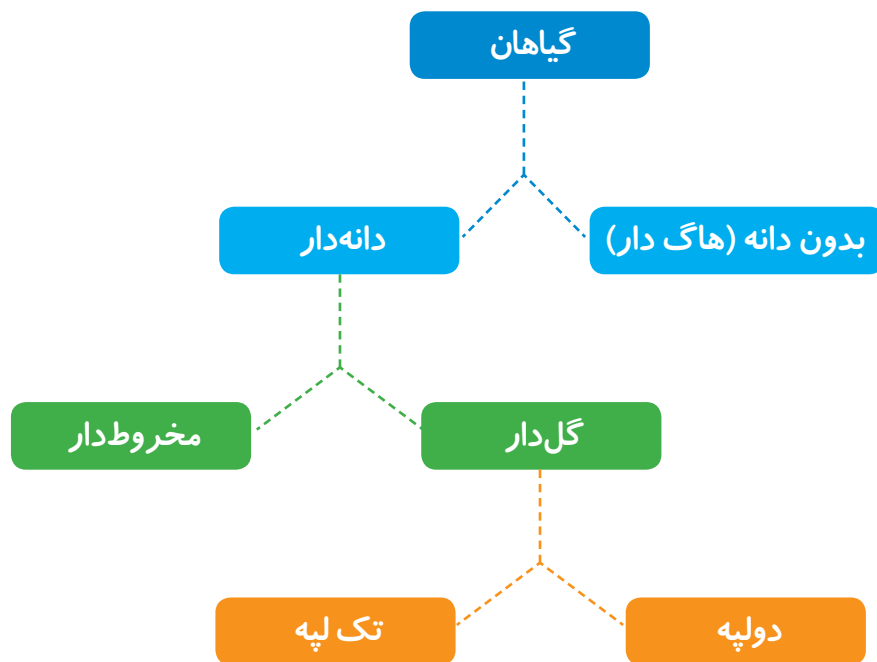 گیاهان
بدون دانه (هاگ دار)
دانه‌دار
گل‌دار
مخروط‌دار
دولپه
تک لپه